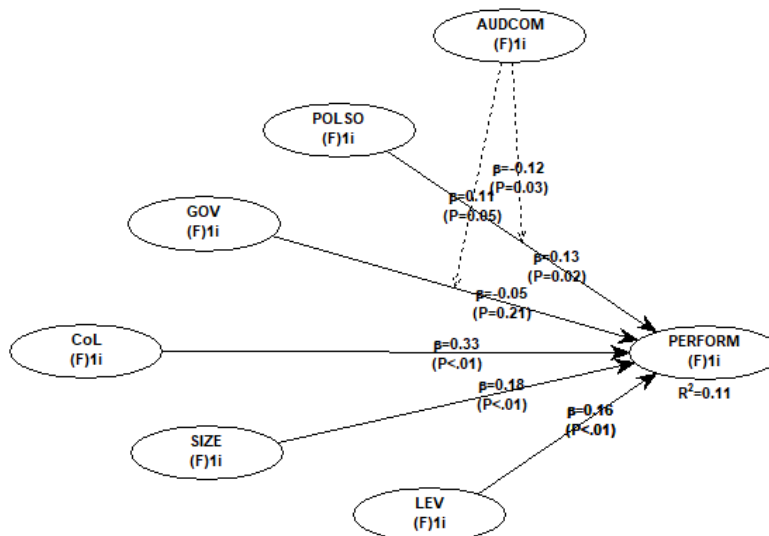 AUDCOM
(F)1i
POLSO
(F)1i
β=-0.12
(P=0.03)
β=0.11
(P=0.05)
GOV
(F)1i
β=0.13
(P=0.02)
β=-0.05
(P=0.21)
CoL
(F)1i
β=0.33
(P<.01)
PERFORM
(F)1i
R²=0.11
β=0.18
(P<.01)
β=0.16
(P<.01)
SIZE
(F)1i
LEV
(F)1i